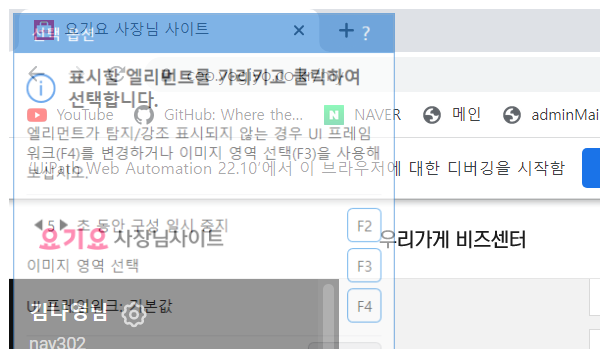 요기요 사장님 사이트
선택 옵션
?
ceo.yogiyo.co
표시한 엘리먼트를 가리키고 클릭하여
선택합니다.
YouTube
GitHub: Where the...
NAVER
메인
adminMai
엘리먼트가 탐지/강조 표시되지 않는 경우 UI 프레임
워크(F4)를 변경하거나 이미지 영역 선택(F3)을 사용해
보십시오.
'UiPath Web Automation 22.10'에서 이 브라우저에 대한 디버깅을 시작함
5 초 동안 구성 일시 중지
F2
요기요 사장님사이트
우리가게 비즈센터
이미지 영역 선택
F3
UI 프레임워크: 기본값
F4
김나영님
nav302